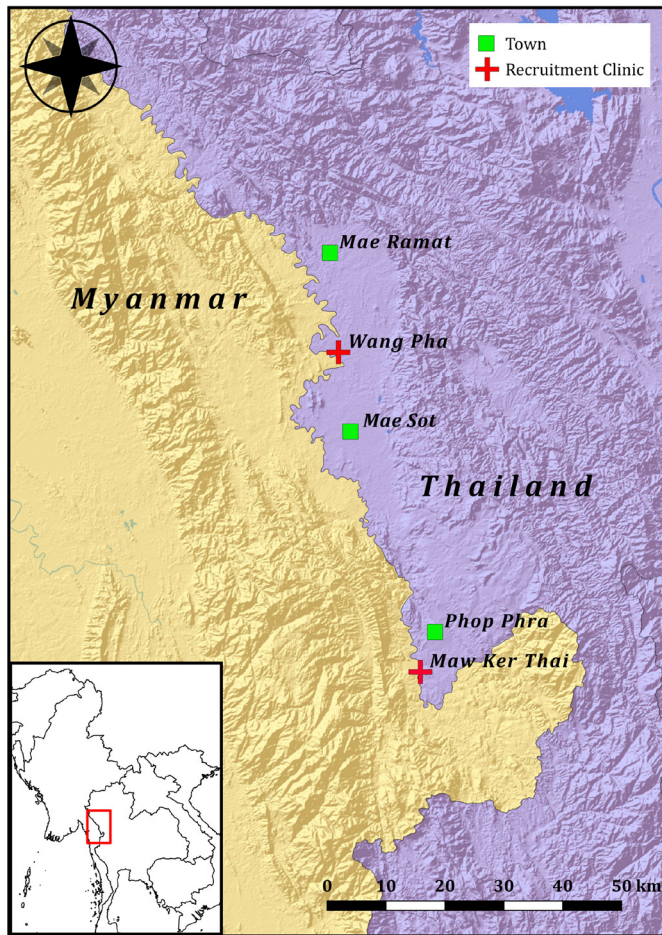 Town
Recruitment Clinic
Mae Ramat
Myanmar
Wang Pha
Mae Sot
Thailand
Phop Phra
Maw Ker Thai
0 10 20 30 40 50 km